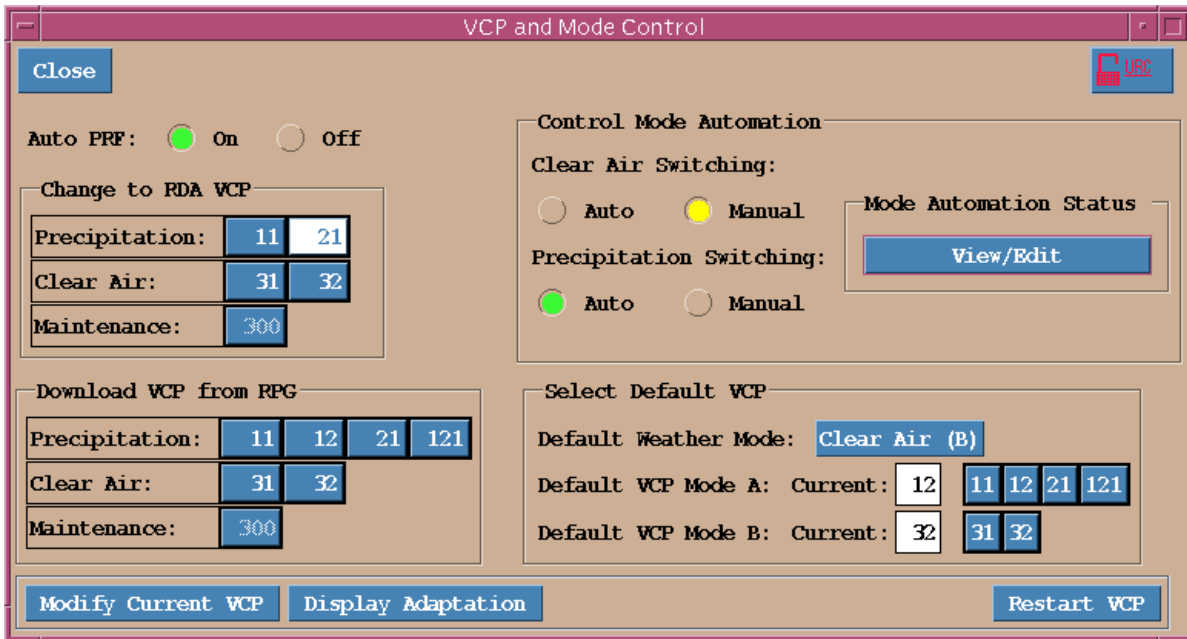 VCP and Mode Control
Close
URC
Auto PRF: On Off
Change to RDA VCP
Precipitation: 11 21
Clear Air: 31 32
Maintenance: 300
Control Mode Automation
Clear Air Switching:
Auto Manual
Precipitation Switching:
Auto Manual
Mode Automation Status
View/Edit
Download VCP from RPG
Precipitation: 11 12 21 121
Clear Air: 31 32
Maintenance: 300
Select Default VCP
Default Weather Mode: Clear Air (B)
Default VCP Mode A: Current: 12 11 12 21 121
Default VCP Mode B: Current: 32 31 32
Modify Current VCP Display Adaptation Restart VCP